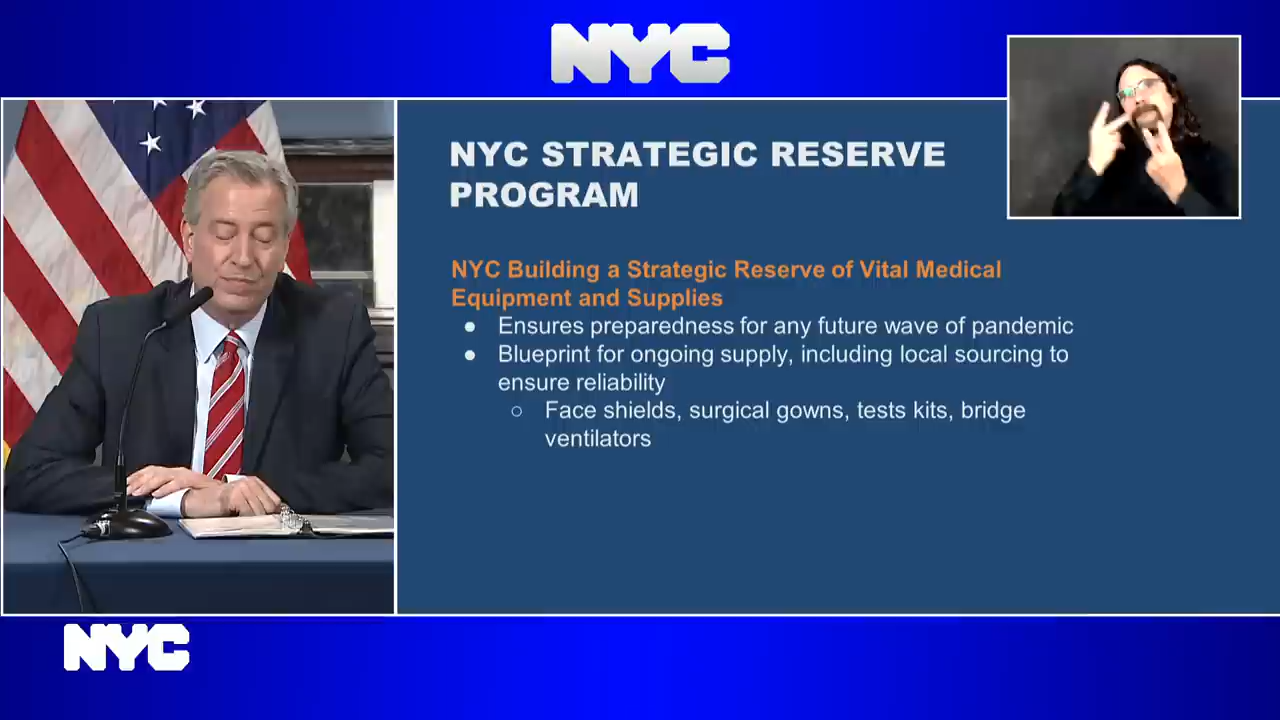 NYC
NYC STRATEGIC RESERVE
PROGRAM
NYC Building a Strategic Reserve of Vital Medical
Equipment and Supplies
● Ensures preparedness for any future wave of pandemic
● Blueprint for ongoing supply, including local sourcing to
ensure reliability
○ Face shields, surgical gowns, tests kits, bridge
ventilators
NYC